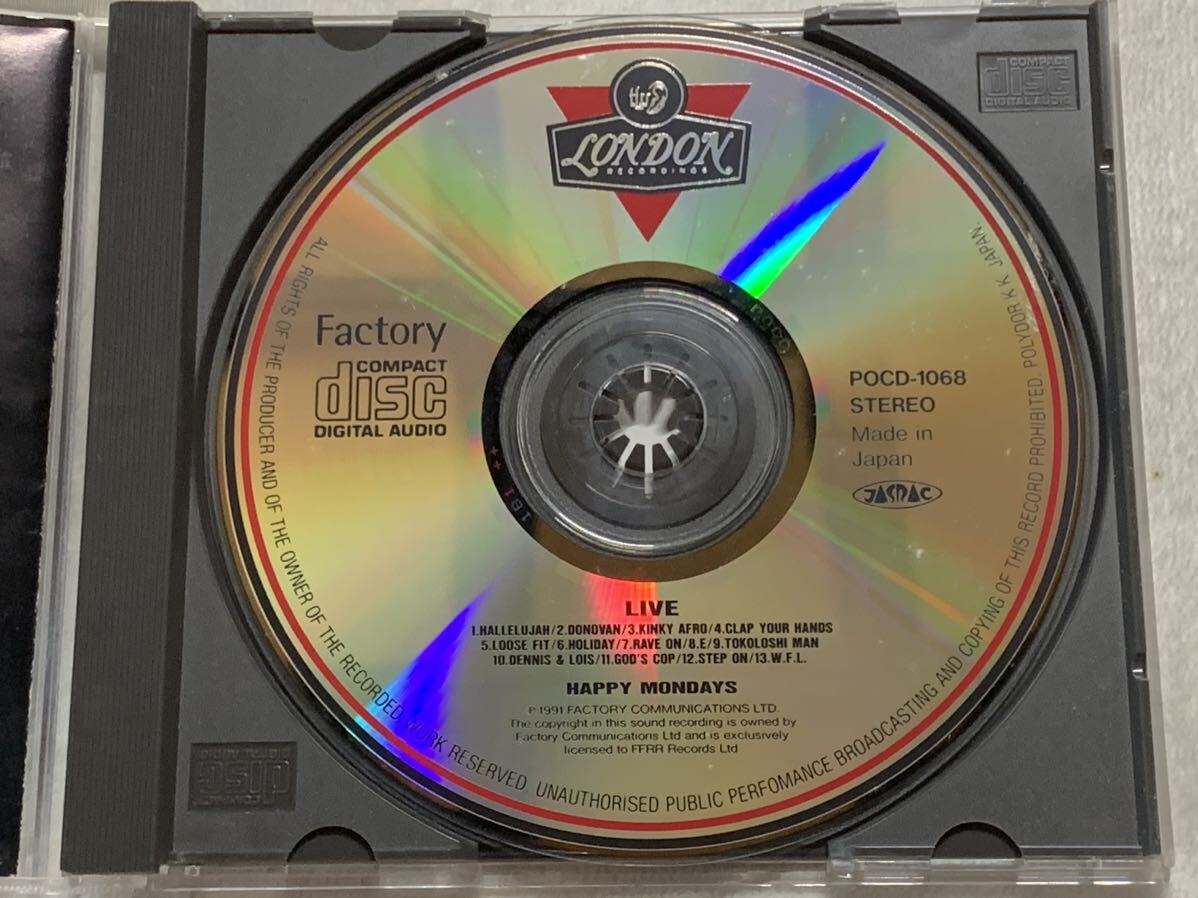 ffrr
LONDON
RECORDINGS
COMPACT
disc
DIGITAL AUDIO
Factory
COMPACT
disc
DIGITAL AUDIO
POCD-1068
STEREO
Made in
Japan
JASRAC
LIVE
1.HALLELUJAH/2.DONOVAN/3.KINKY AFRO/4.CLAP YOUR HANDS
5.LOOSE FIT/6.HOLIDAY/7.RAVE ON/8.E/9.TOKOLOSHI MAN
10.DENNIS & LOIS/11.GOD'S COP/12.STEP ON/13.W.F.L.
HAPPY MONDAYS
℗ 1991 FACTORY COMMUNICATIONS LTD.
The copyright in this sound recording is owned by
Factory Communications Ltd and is exclusively
licensed to FFRR Records Ltd
ALL RIGHTS OF THE PRODUCER AND OF THE OWNER OF THE RECORDED WORK RESERVED. UNAUTHORISED PUBLIC PERFOMANCE BROADCASTING AND COPYING OF THIS RECORD PROHIBITED. POLYDOR K.K. JAPAN.
disc